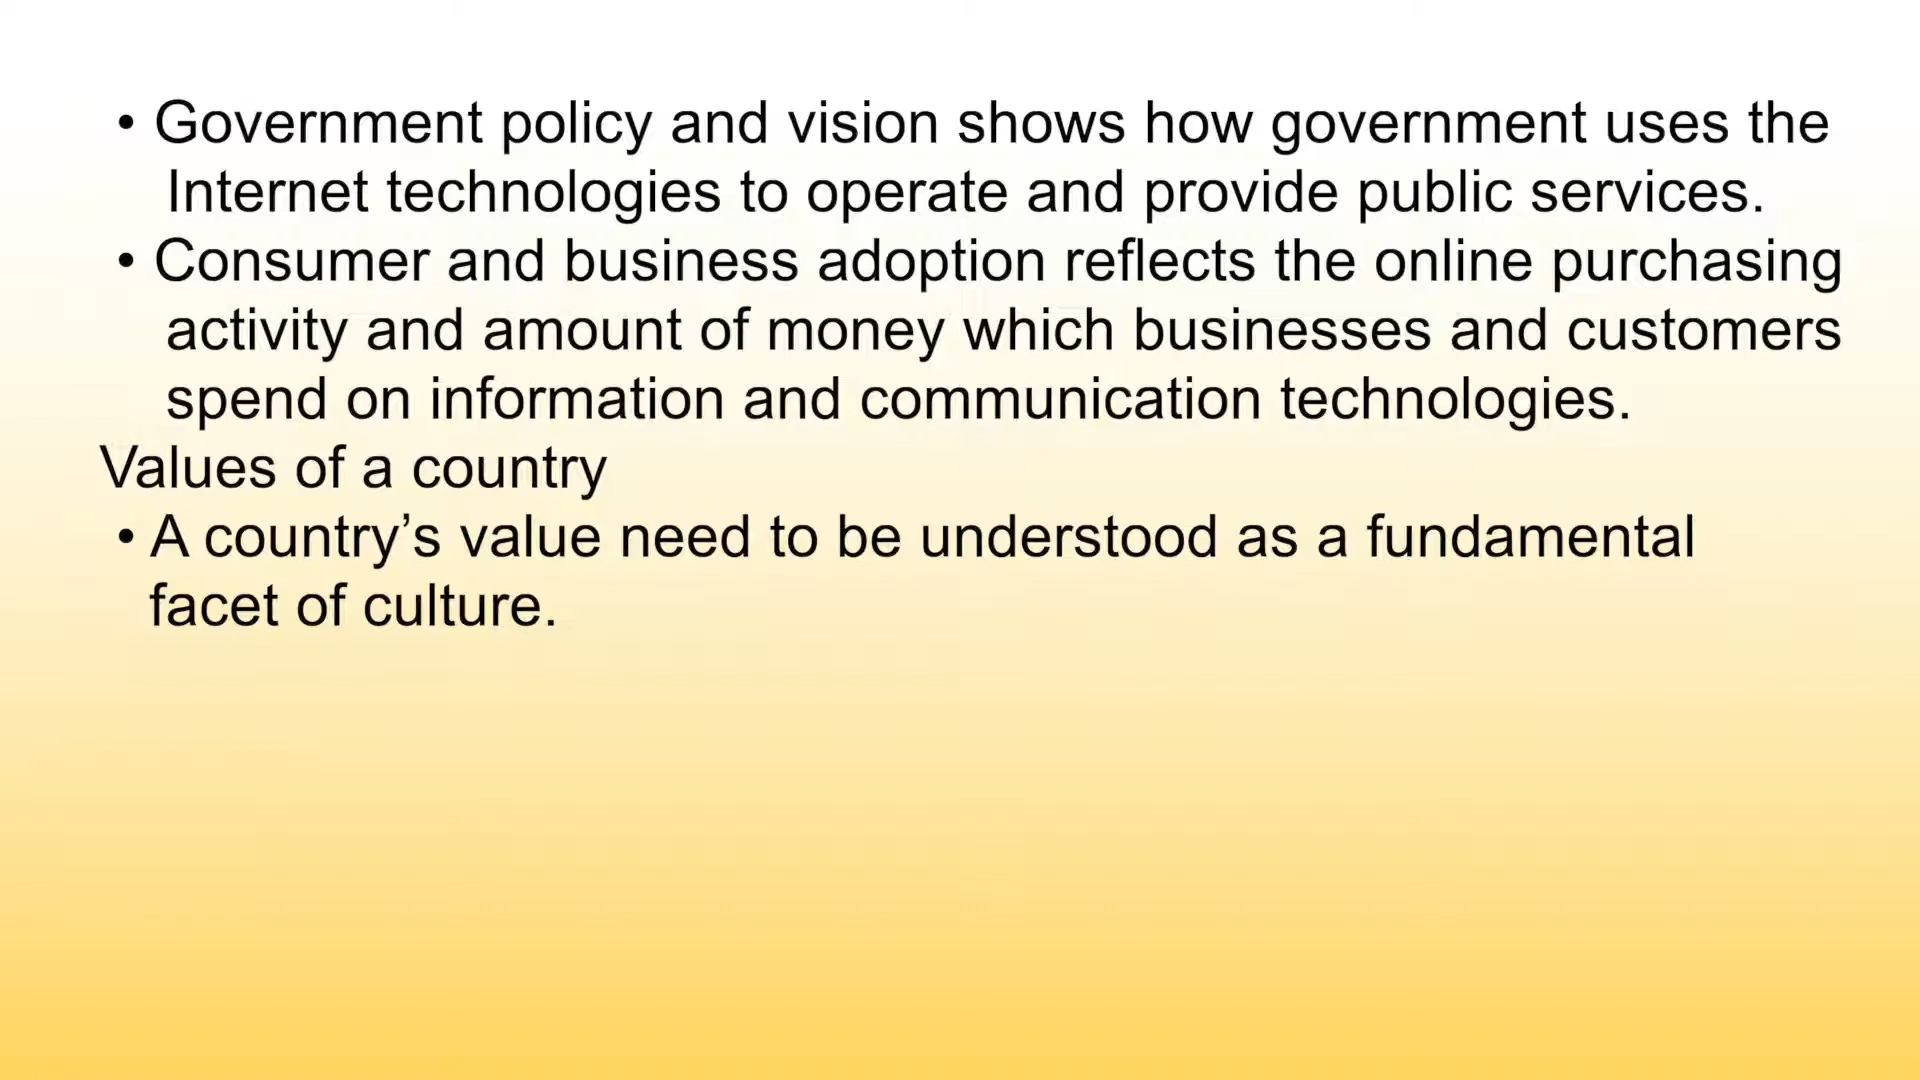 • Government policy and vision shows how government uses the
Internet technologies to operate and provide public services.
• Consumer and business adoption reflects the online purchasing
activity and amount of money which businesses and customers
spend on information and communication technologies.
Values of a country
• A country’s value need to be understood as a fundamental
facet of culture.